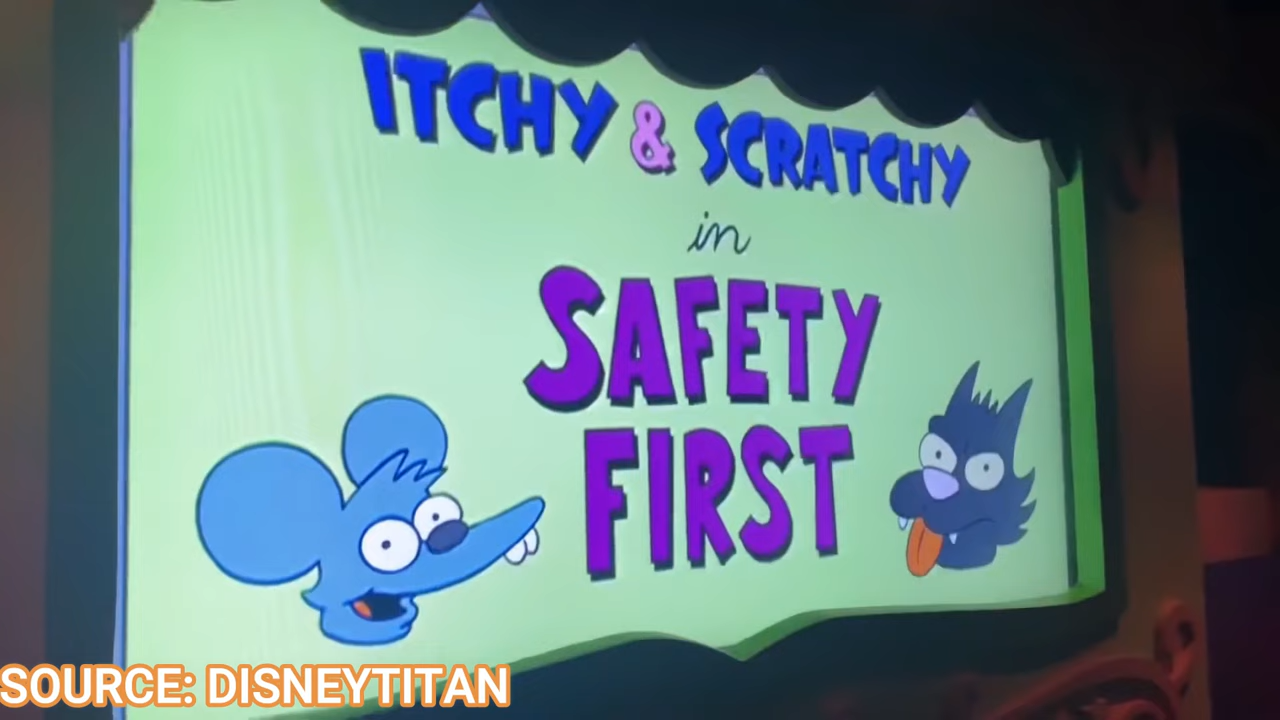 ITCHY & SCRATCHY
in
SAFETY
FIRST
SOURCE: DISNEYTITAN